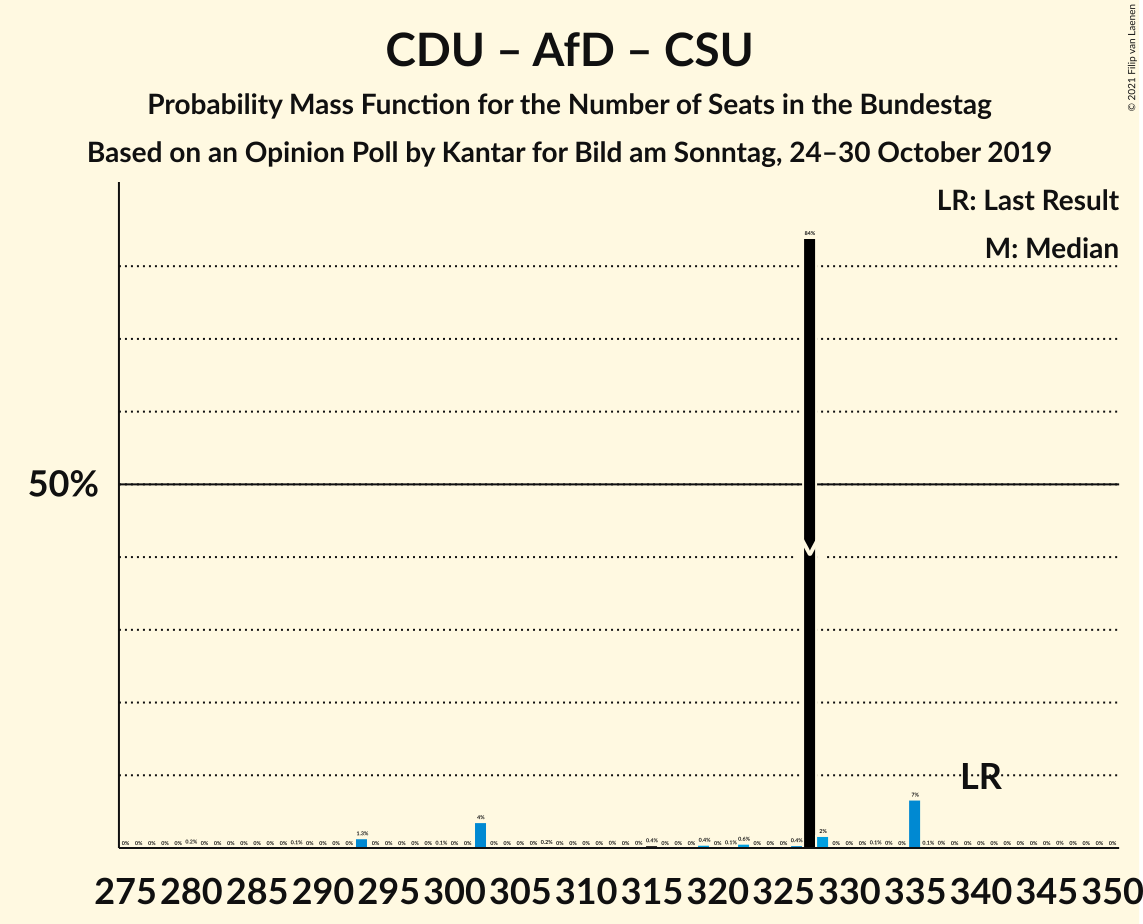 CDU – AfD – CSU
Probability Mass Function for the Number of Seats in the Bundestag
Based on an Opinion Poll by Kantar for Bild am Sonntag, 24–30 October 2019
© 2021 Filip van Laenen
LR: Last Result
M: Median
84%
50%
LR
7%
4%
2%
1.3%
0.2% 0.1% 0.1% 0.2% 0.4% 0.4% 0.1% 0.6% 0.4% 0.1% 0.1%
275 280 285 290 295 300 305 310 315 320 325 330 335 340 345 350